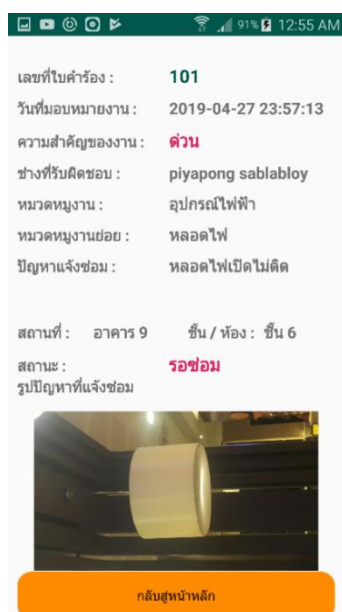 91% 12:55 AM
เลขที่ใบคำร้อง : 101
วันที่มอบหมายงาน : 2019-04-27 23:57:13
ความสำคัญของงาน : ด่วน
ช่างที่รับผิดชอบ : piyapong sablabloy
หมวดหมู่งาน : อุปกรณ์ไฟฟ้า
หมวดหมู่งานย่อย : หลอดไฟ
ปัญหาแจ้งซ่อม : หลอดไฟเปิดไม่ติด
สถานที่ : อาคาร 9 ชั้น / ห้อง : ชั้น 6
สถานะ : รอซ่อม
รูปปัญหาที่แจ้งซ่อม
กลับสู่หน้าหลัก